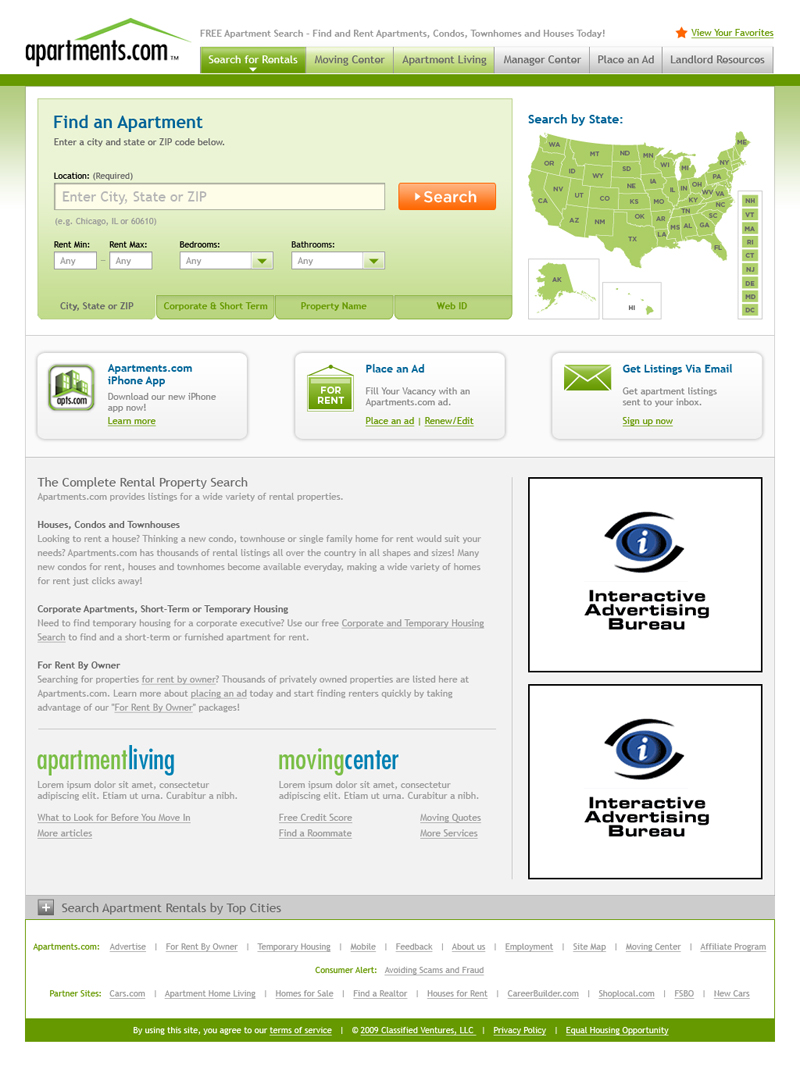 apartments.com™
FREE Apartment Search - Find and Rent Apartments, Condos, Townhomes and Houses Today!
View Your Favorites
Search for Rentals
Moving Center
Apartment Living
Manager Center
Place an Ad
Landlord Resources
Find an Apartment
Enter a city and state or ZIP code below.
Location: (Required)
Enter City, State or ZIP
Search
(e.g. Chicago, IL or 60610)
Rent Min: Rent Max: Bedrooms: Bathrooms:
Any – Any Any Any
City, State or ZIP
Corporate & Short Term
Property Name
Web ID
Search by State:
WA
MT
ND
MN
ME
OR
ID
SD
WI
MI
NY
WY
PA
NV
UT
NE
IA
IL
IN
OH
CA
CO
KS
MO
KY
WV
VA
NC
AZ
NM
OK
AR
TN
SC
TX
LA
MS
AL
GA
FL
AK
HI
NH
VT
MA
RI
CT
NJ
DE
MD
DC
apts.com
Apartments.com
iPhone App
Download our new iPhone
app now!
Learn more
FOR
RENT
Place an Ad
Fill Your Vacancy with an
Apartments.com ad.
Place an ad | Renew/Edit
Get Listings Via Email
Get apartment listings
sent to your inbox.
Sign up now
The Complete Rental Property Search
Apartments.com provides listings for a wide variety of rental properties.
Houses, Condos and Townhouses
Looking to rent a house? Thinking a new condo, townhouse or single family home for rent would suit your
needs? Apartments.com has thousands of rental listings all over the country in all shapes and sizes! Many
new condos for rent, houses and townhomes become available everyday, making a wide variety of homes
for rent just clicks away!
Corporate Apartments, Short-Term or Temporary Housing
Need to find temporary housing for a corporate executive? Use our free Corporate and Temporary Housing
Search to find and a short-term or furnished apartment for rent.
For Rent By Owner
Searching for properties for rent by owner? Thousands of privately owned properties are listed here at
Apartments.com. Learn more about placing an ad today and start finding renters quickly by taking
advantage of our "For Rent By Owner" packages!
apartmentliving
Lorem ipsum dolor sit amet, consectetur
adipiscing elit. Etiam ut urna. Curabitur a nibh.
What to Look for Before You Move In
More articles
movingcenter
Lorem ipsum dolor sit amet, consectetur
adipiscing elit. Etiam ut urna. Curabitur a nibh.
Free Credit Score Moving Quotes
Find a Roommate More Services
i
Interactive
Advertising
Bureau
i
Interactive
Advertising
Bureau
+ Search Apartment Rentals by Top Cities
Apartments.com: Advertise | For Rent By Owner | Temporary Housing | Mobile | Feedback | About us | Employment | Site Map | Moving Center | Affiliate Program
Consumer Alert: Avoiding Scams and Fraud
Partner Sites: Cars.com | Apartment Home Living | Homes for Sale | Find a Realtor | Houses for Rent | CareerBuilder.com | Shoplocal.com | FSBO | New Cars
By using this site, you agree to our terms of service | © 2009 Classified Ventures, LLC | Privacy Policy | Equal Housing Opportunity